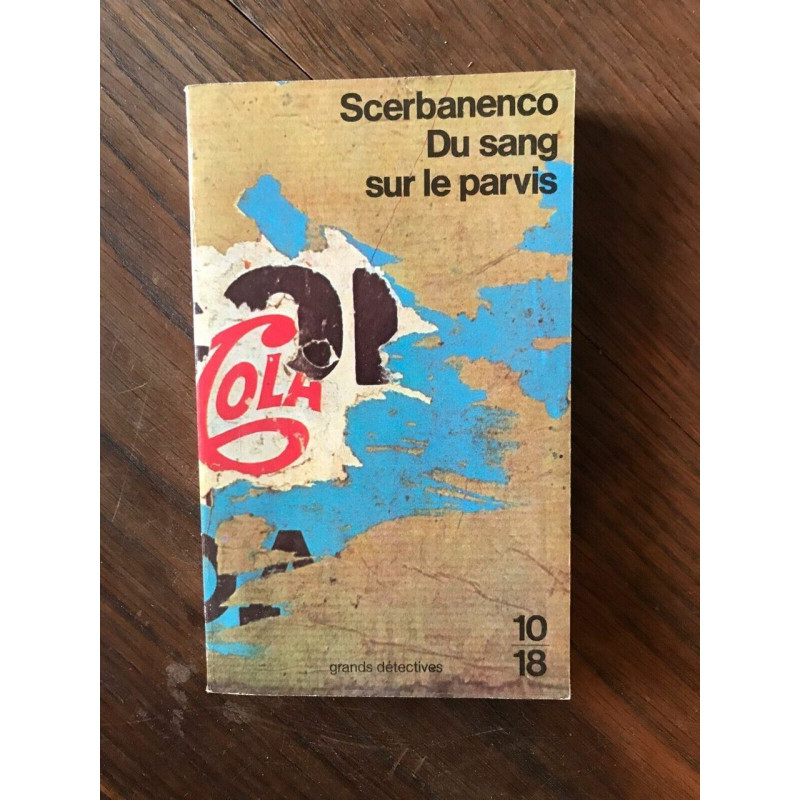 Scerbanenco
Du sang
sur le parvis
COLA
grands détectives
10
18